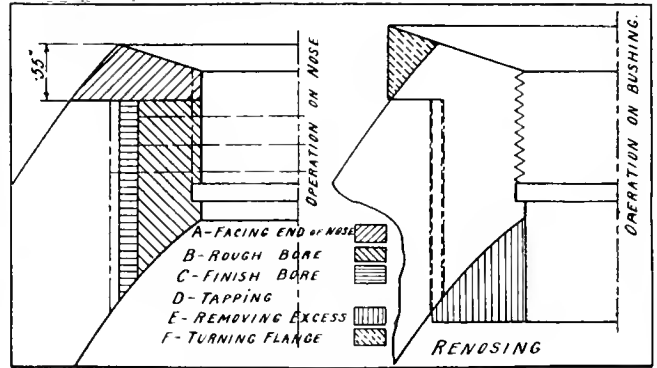 .55"
OPERATION ON NOSE
A-FACING END OF NOSE
B-ROUGH BORE
C-FINISH BORE
D-TAPPING
E-REMOVING EXCESS
F-TURNING FLANGE
OPERATION ON BUSHING.
RENOSING